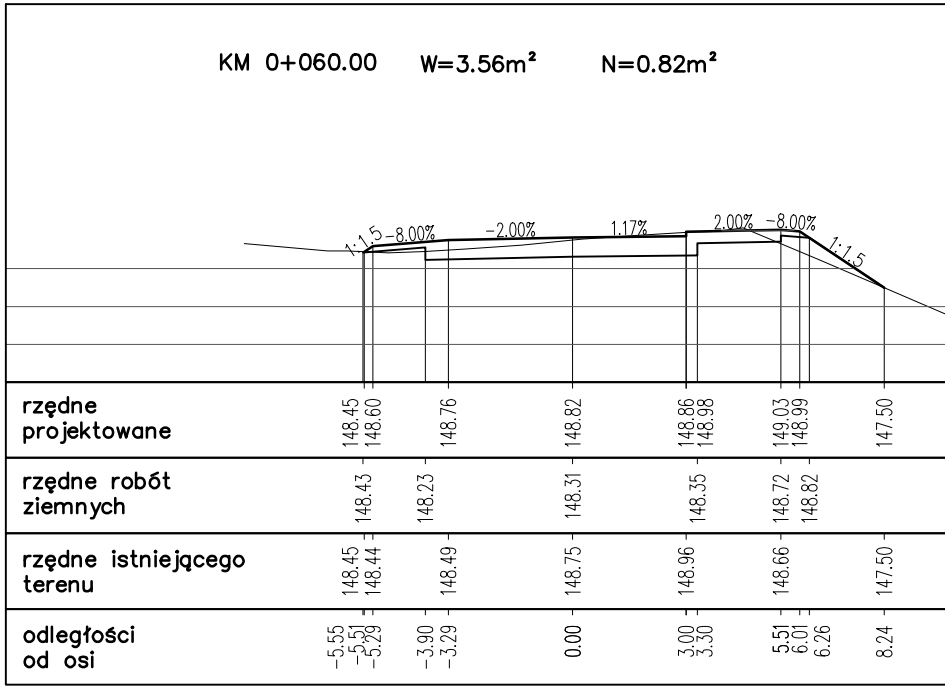 KM 0+060.00 W=3.56m² N=0.82m²
1:1.5 -8.00% -2.00% 1.17% 2.00% -8.00% 1:1.5
rzędne
projektowane
148.45 148.60 148.76 148.82 148.86 148.98 149.03 148.99 147.50
rzędne robót
ziemnych
148.43 148.23 148.31 148.35 148.72 148.82
rzędne istniejącego
terenu
148.45 148.44 148.49 148.75 148.96 148.66 147.50
odległości
od osi
-5.55 -5.51 -5.29 -3.90 -3.29 0.00 3.00 3.30 5.51 6.01 6.26 8.24